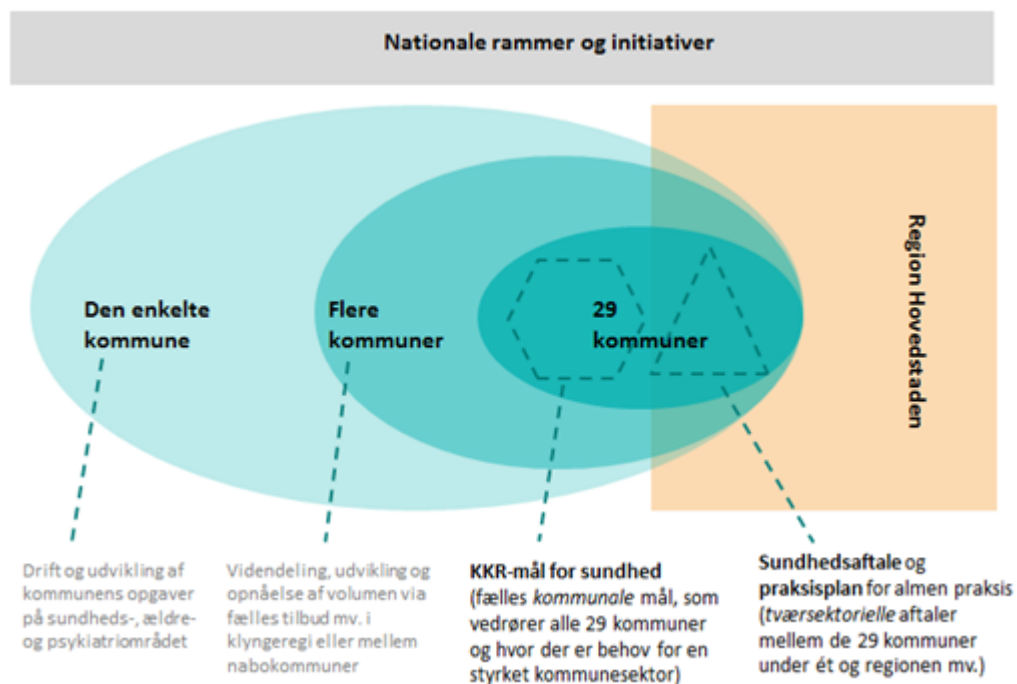 Nationale rammer og initiativer
Den enkelte
kommune
Flere
kommuner
29
kommuner
Region Hovedstaden
Drift og udvikling af
kommunens opgaver
på sundheds-, ældre-
og psykiatriområdet
Videndeling, udvikling og
opnåelse af volumen via
fælles tilbud mv. i
klyngeregi eller mellem
nabokommuner
KKR-mål for sundhed
(fælles kommunale mål, som
vedrører alle 29 kommuner
og hvor der er behov for en
styrket kommunesektor)
Sundhedsaftale og
praksisplan for almen praksis
(tværsektorielle aftaler
mellem de 29 kommuner
under ét og regionen mv.)